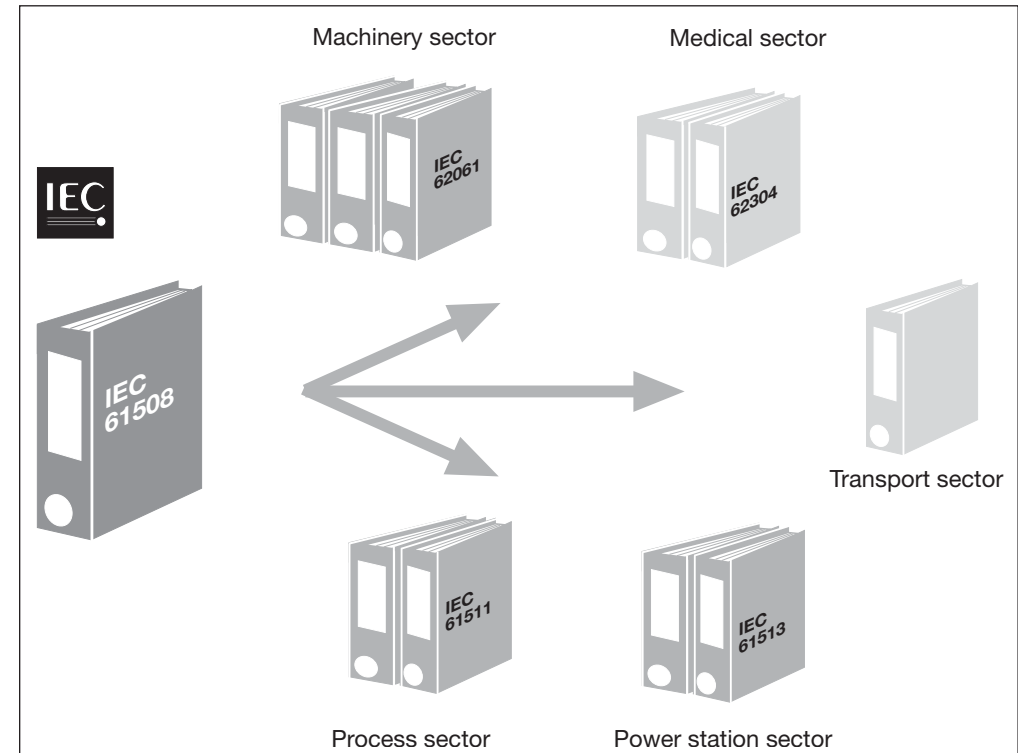 Machinery sector
Medical sector
IEC
62061
IEC
62304
IEC
IEC
61508
Transport sector
IEC
61511
IEC
61513
Process sector
Power station sector